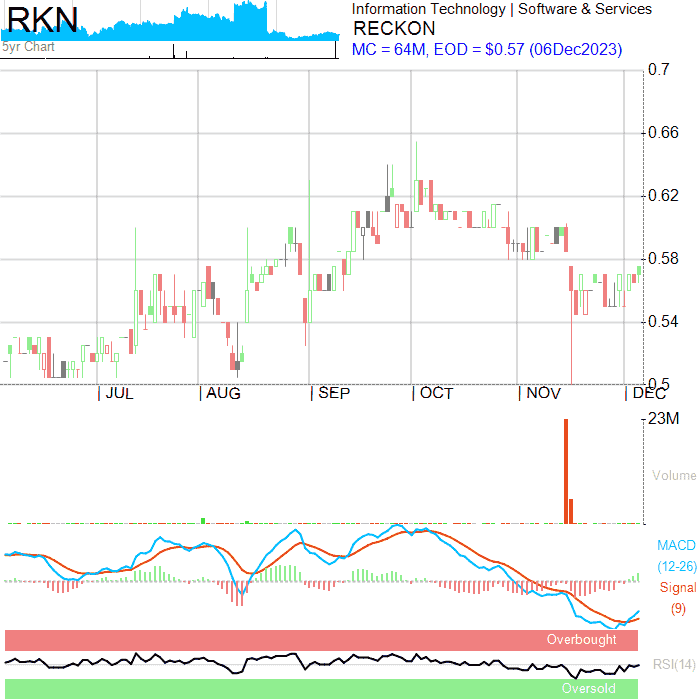 RKN
5yr Chart
Information Technology | Software & Services
RECKON
MC = 64M, EOD = $0.57 (06Dec2023)
0.7
0.66
0.62
0.58
0.54
0.5
JUL AUG SEP OCT NOV DEC
23M
Volume
MACD
(12-26)
Signal
(9)
Overbought
RSI(14)
Oversold